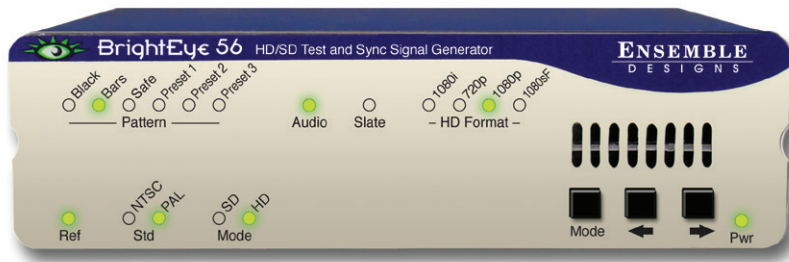 BrightEye 56 HD/SD Test and Sync Signal Generator
ENSEMBLE
DESIGNS
Black Bars Safe Preset 1 Preset 2 Preset 3
Pattern
Audio
Slate
1080i 720p 1080p 1080sF
HD Format
Ref
NTSC PAL
Std
SD HD
Mode
Mode
Pwr